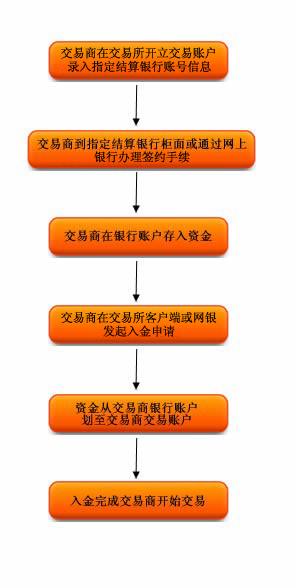 交易商在交易所开立交易账户
录入指定结算银行账号信息
交易商到指定结算银行柜面或通过网上
银行办理签约手续
交易商在银行账户存入资金
交易商在交易所客户端或网银
发起入金申请
资金从交易商银行账户
划至交易商交易账户
入金完成交易商开始交易